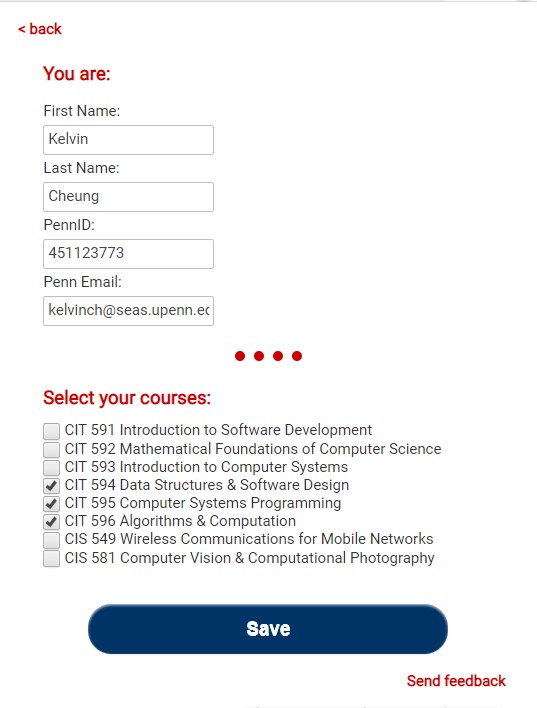 < back
You are:
First Name:
Kelvin
Last Name:
Cheung
PennID:
451123773
Penn Email:
kelvinch@seas.upenn.ec
Select your courses:
CIT 591 Introduction to Software Development
CIT 592 Mathematical Foundations of Computer Science
CIT 593 Introduction to Computer Systems
CIT 594 Data Structures & Software Design
CIT 595 Computer Systems Programming
CIT 596 Algorithms & Computation
CIS 549 Wireless Communications for Mobile Networks
CIS 581 Computer Vision & Computational Photography
Save
Send feedback